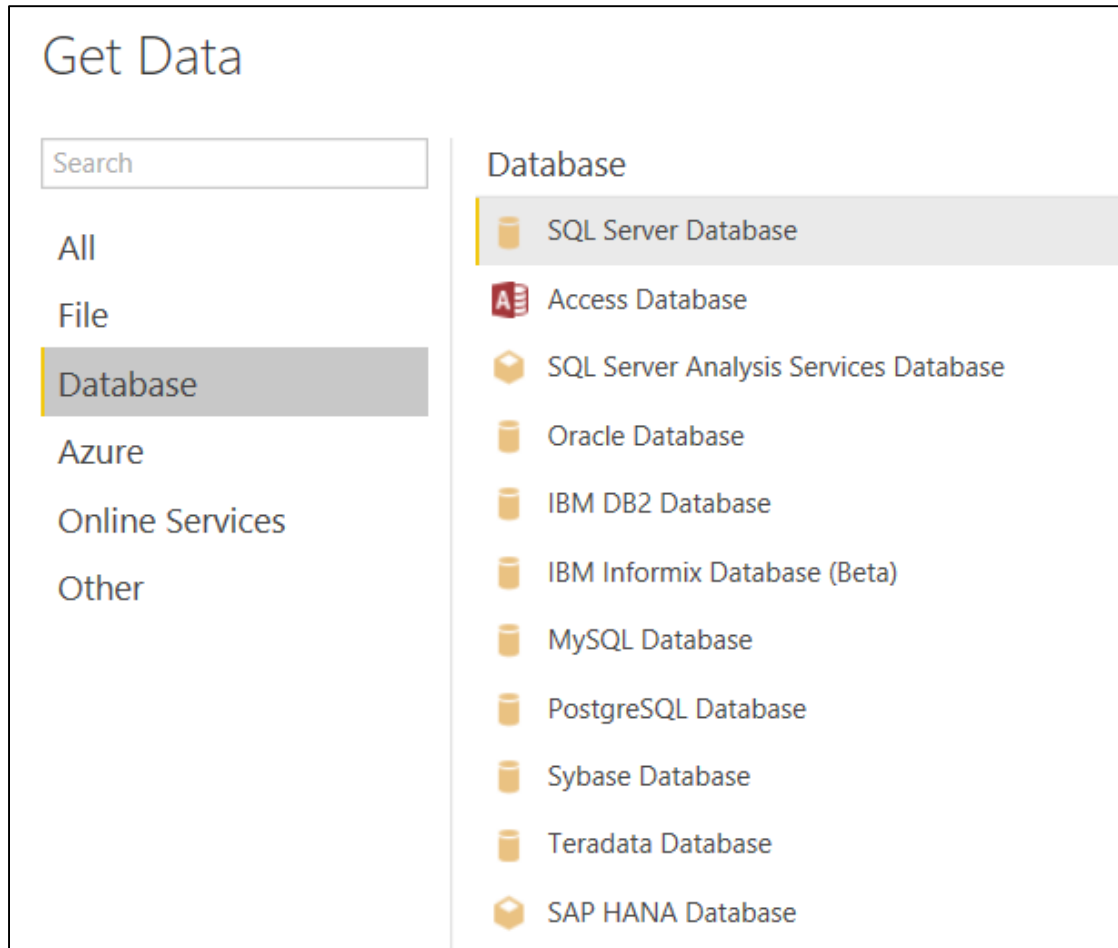 Get Data
Search
All
File
Database
Azure
Online Services
Other
Database
SQL Server Database
A
Access Database
SQL Server Analysis Services Database
Oracle Database
IBM DB2 Database
IBM Informix Database (Beta)
MySQL Database
PostgreSQL Database
Sybase Database
Teradata Database
SAP HANA Database